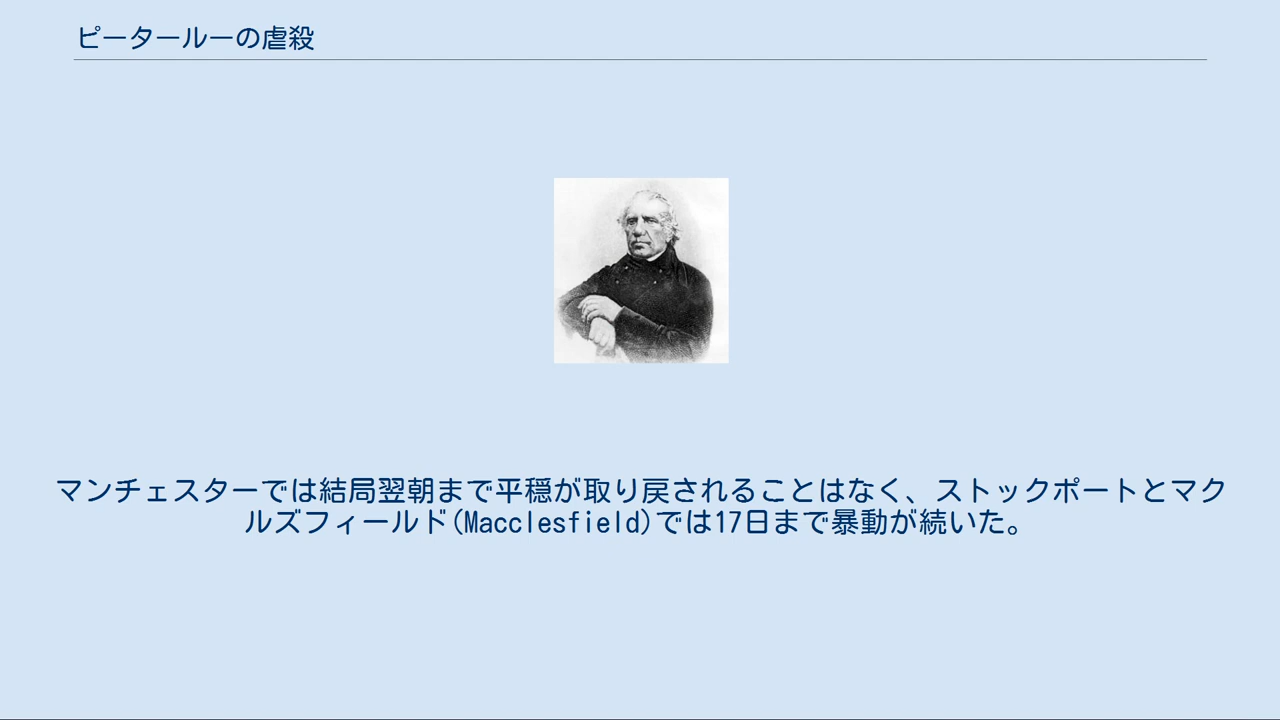 ピータールーの虐殺
マンチェスターでは結局翌朝まで平穏が取り戻されることはなく、ストックポートとマク
ルズフィールド(Macclesfield)では17日まで暴動が続いた。